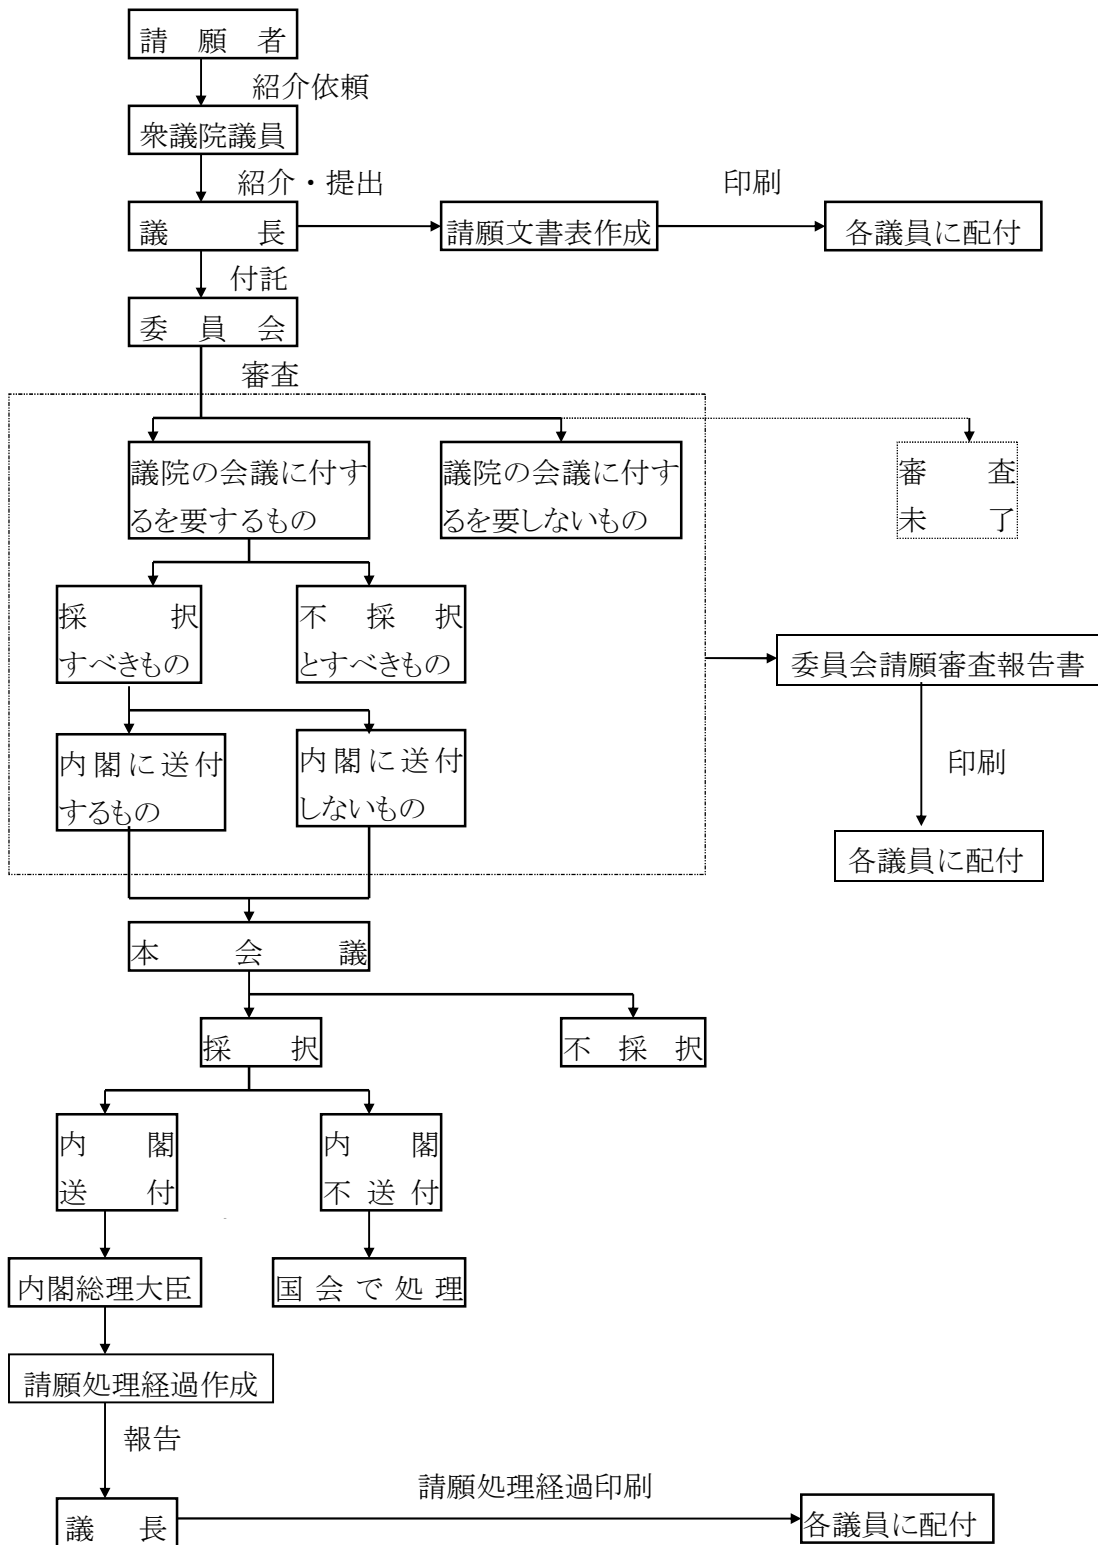 請願者
紹介依頼
衆議院議員
紹介・提出
印刷
議長
請願文書表作成
各議員に配付
付託
委員会
審査
議院の会議に付す
るを要するもの
議院の会議に付す
るを要しないもの
審査
未了
採択
すべきもの
不採択
とすべきもの
委員会請願審査報告書
内閣に送付
するもの
内閣に送付
しないもの
印刷
各議員に配付
本会議
採択
不採択
内閣
送付
内閣
不送付
内閣総理大臣
国会で処理
請願処理経過作成
報告
請願処理経過印刷
議長
各議員に配付